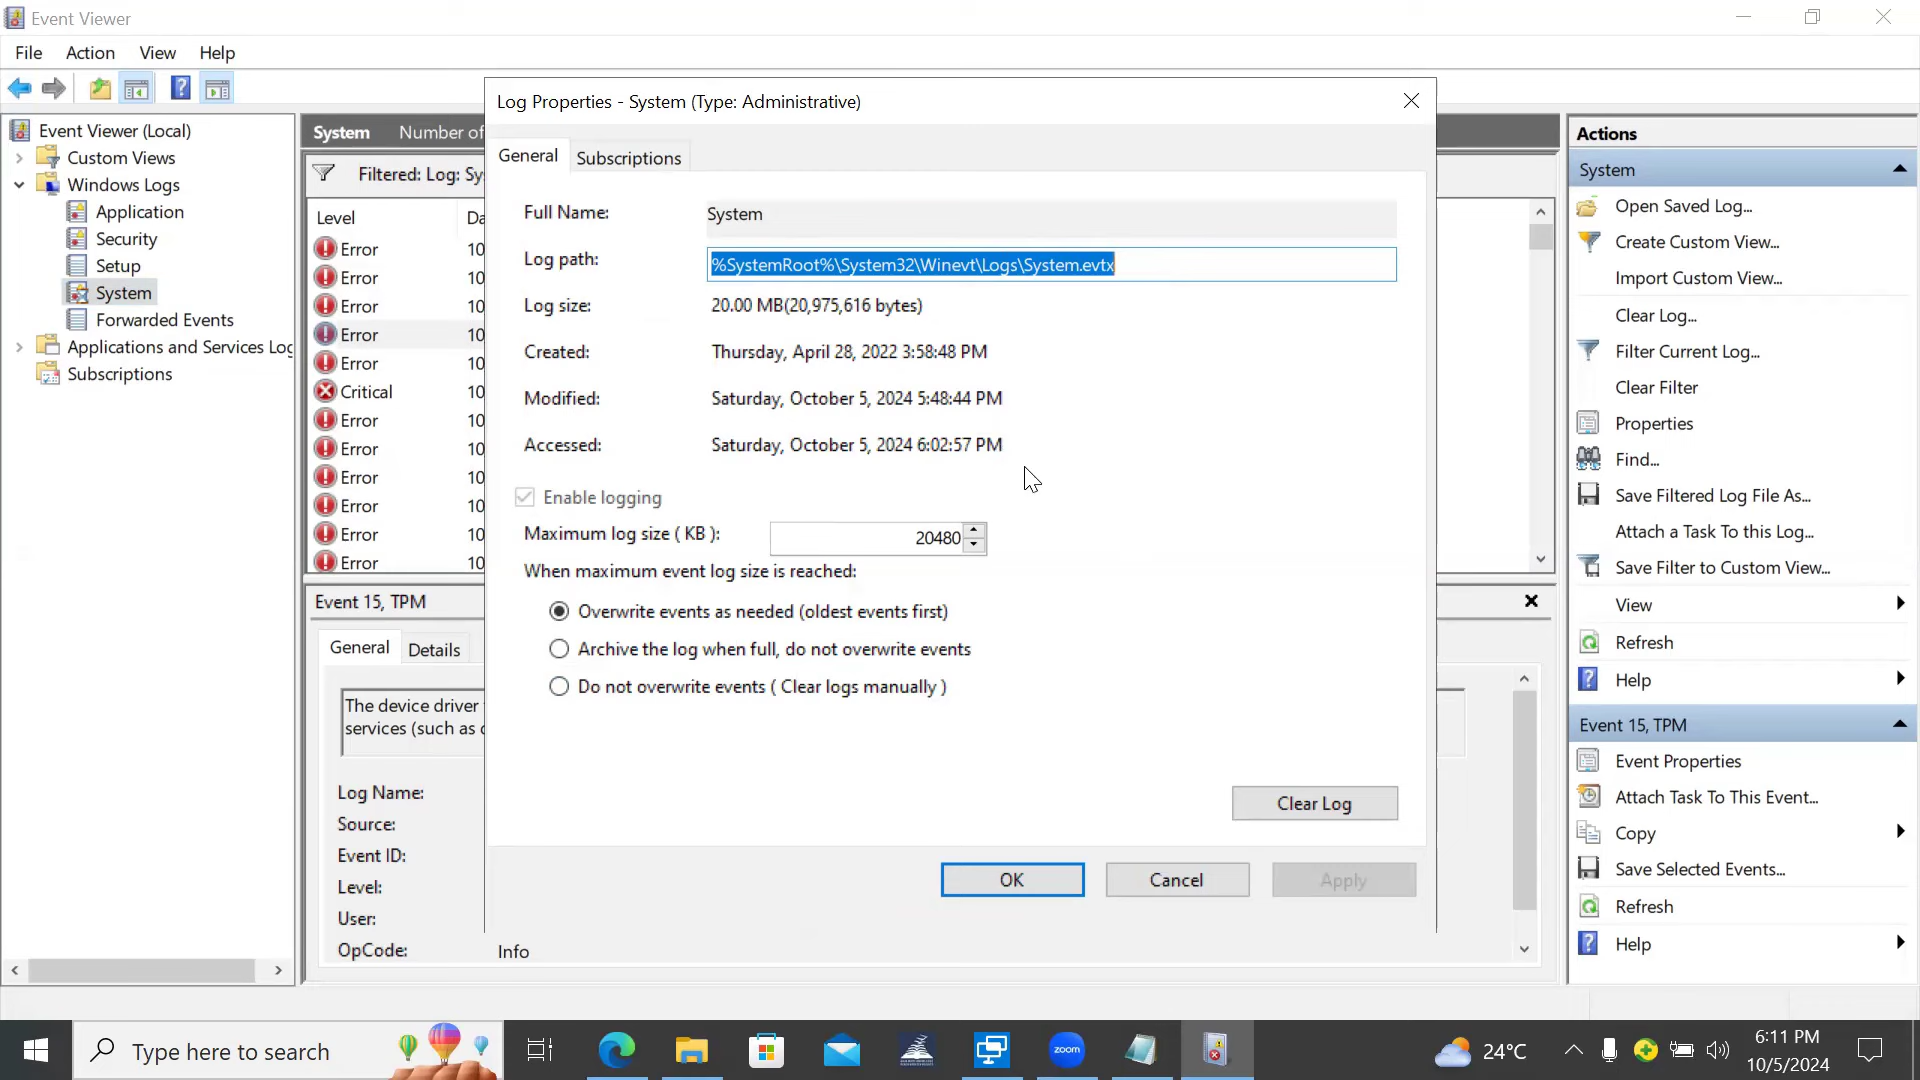 Event Viewer
File Action View Help
Event Viewer (Local)
Custom Views
Windows Logs
Application
Security
Setup
System
Forwarded Events
Applications and Services Log
Subscriptions
System Number of
Filtered: Log: Sy
Level Da
Error 10
Error 10
Error 10
Error 10
Error 10
Critical 10
Error 10
Error 10
Error 10
Error 10
Error 10
Error 10
Event 15, TPM
General Details
The device driver
services (such as
Log Name:
Source:
Event ID:
Level:
User:
OpCode: Info
Log Properties - System (Type: Administrative)
General Subscriptions
Full Name: System
Log path: %SystemRoot%\System32\Winevt\Logs\System.evtx
Log size: 20.00 MB(20,975,616 bytes)
Created: Thursday, April 28, 2022 3:58:48 PM
Modified: Saturday, October 5, 2024 5:48:44 PM
Accessed: Saturday, October 5, 2024 6:02:57 PM
Enable logging
Maximum log size ( KB ): 20480
When maximum event log size is reached:
Overwrite events as needed (oldest events first)
Archive the log when full, do not overwrite events
Do not overwrite events ( Clear logs manually )
Clear Log
OK Cancel Apply
Actions
System
Open Saved Log...
Create Custom View...
Import Custom View...
Clear Log...
Filter Current Log...
Clear Filter
Properties
Find...
Save Filtered Log File As...
Attach a Task To this Log...
Save Filter to Custom View...
View
Refresh
Help
Event 15, TPM
Event Properties
Attach Task To This Event...
Copy
Save Selected Events...
Refresh
Help
Type here to search
zoom
24°C
6:11 PM
10/5/2024